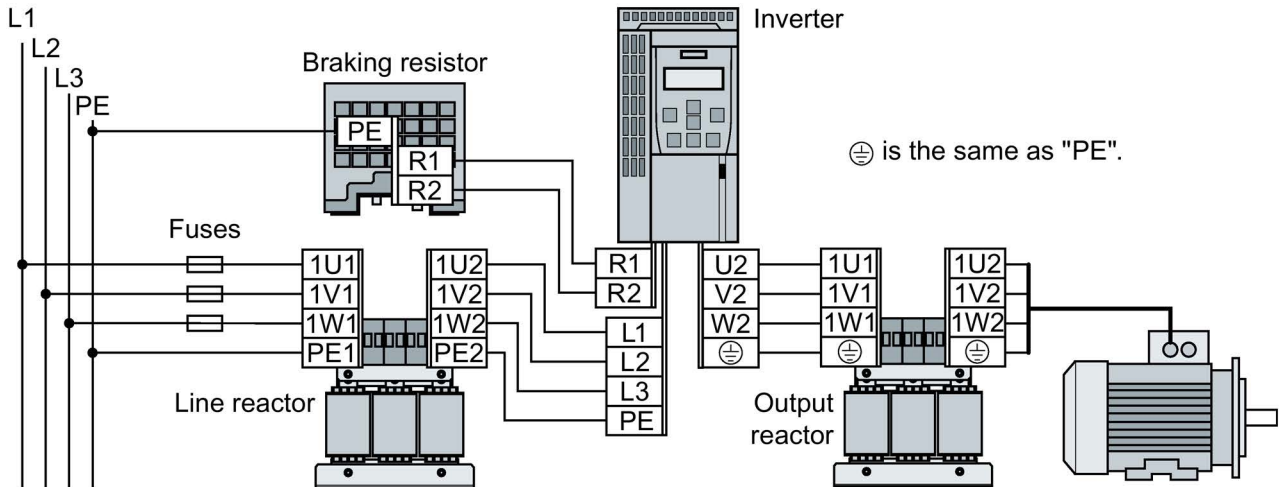 L1
L2
L3
PE
Braking resistor
PE
R1
R2
Inverter
⏚ is the same as "PE".
Fuses
1U1
1V1
1W1
PE1
1U2
1V2
1W2
PE2
Line reactor
R1
R2
L1
L2
L3
PE
U2
V2
W2
⏚
1U1
1V1
1W1
⏚
1U2
1V2
1W2
⏚
Output
reactor